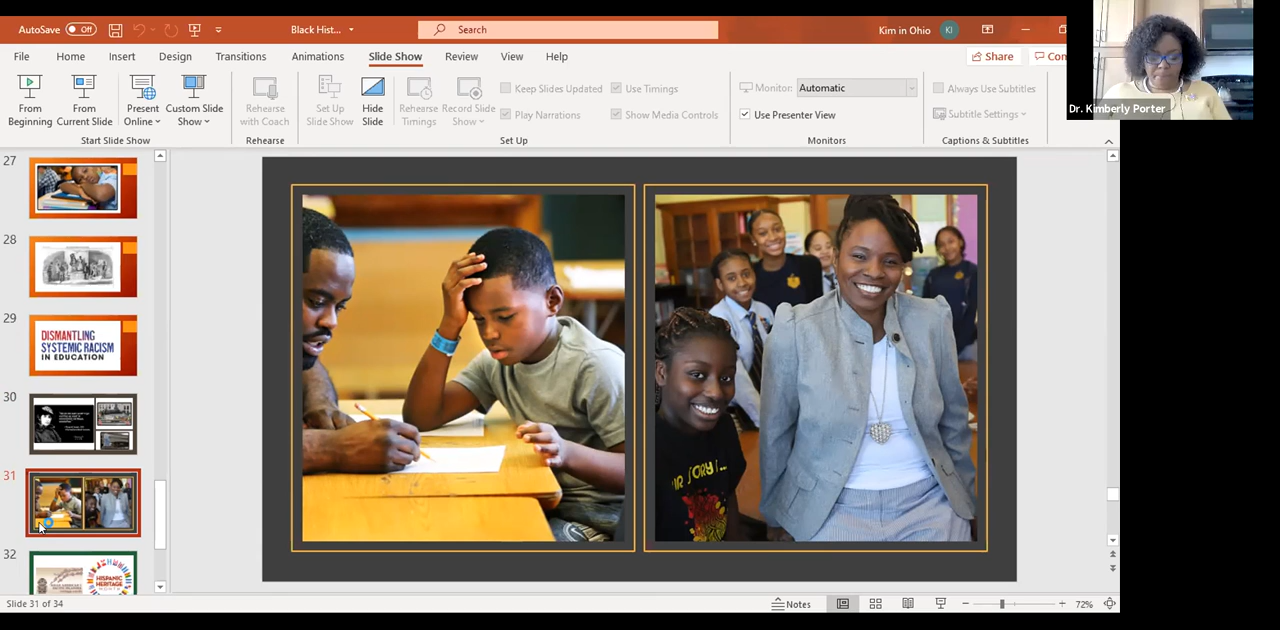 AutoSave Off Black Hist... Search Kim in Ohio KI
File Home Insert Design Transitions Animations Slide Show Review View Help Share
Dr. Kimberly Porter
From Beginning
From Current Slide
Present Online
Custom Slide Show
Start Slide Show
Rehearse with Coach
Rehearse
Set Up Slide Show
Hide Slide
Rehearse Timings
Record Slide Show
Keep Slides Updated
Play Narrations
Use Timings
Show Media Controls
Set Up
Monitor: Automatic
Use Presenter View
Monitors
Always Use Subtitles
Subtitle Settings
Captions & Subtitles
27
28
29
DISMANTLING
SYSTEMIC RACISM
IN EDUCATION
30
31
32
HISPANIC
HERITAGE
MONTH
Slide 31 of 34 Notes 72%